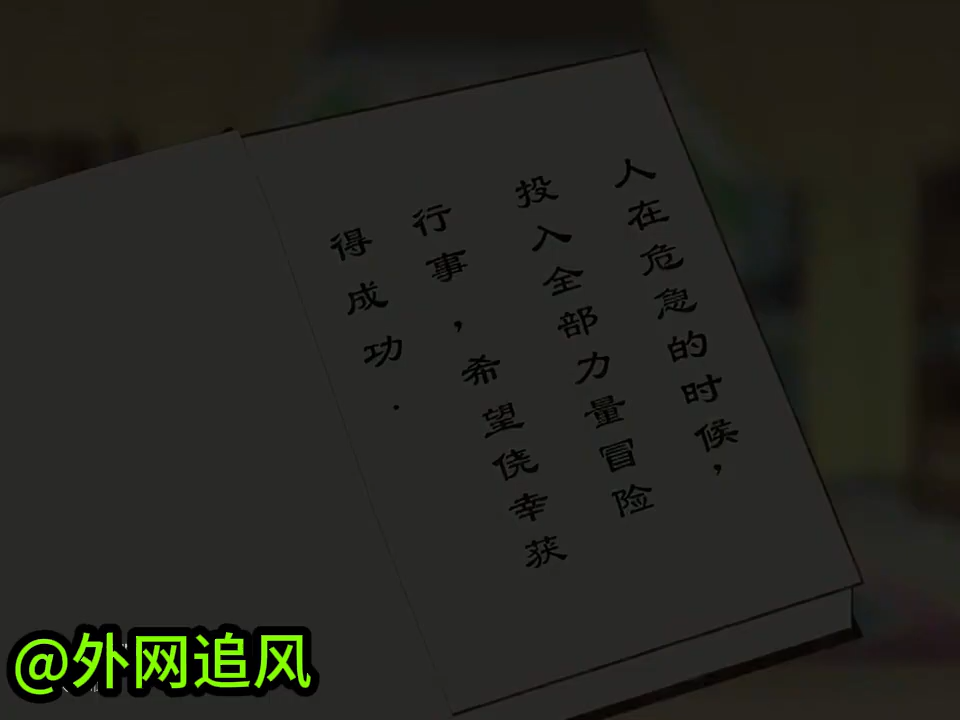 人在危急的时候，
投入全部力量冒险
行事，希望侥幸获
得成功.
@外网追风